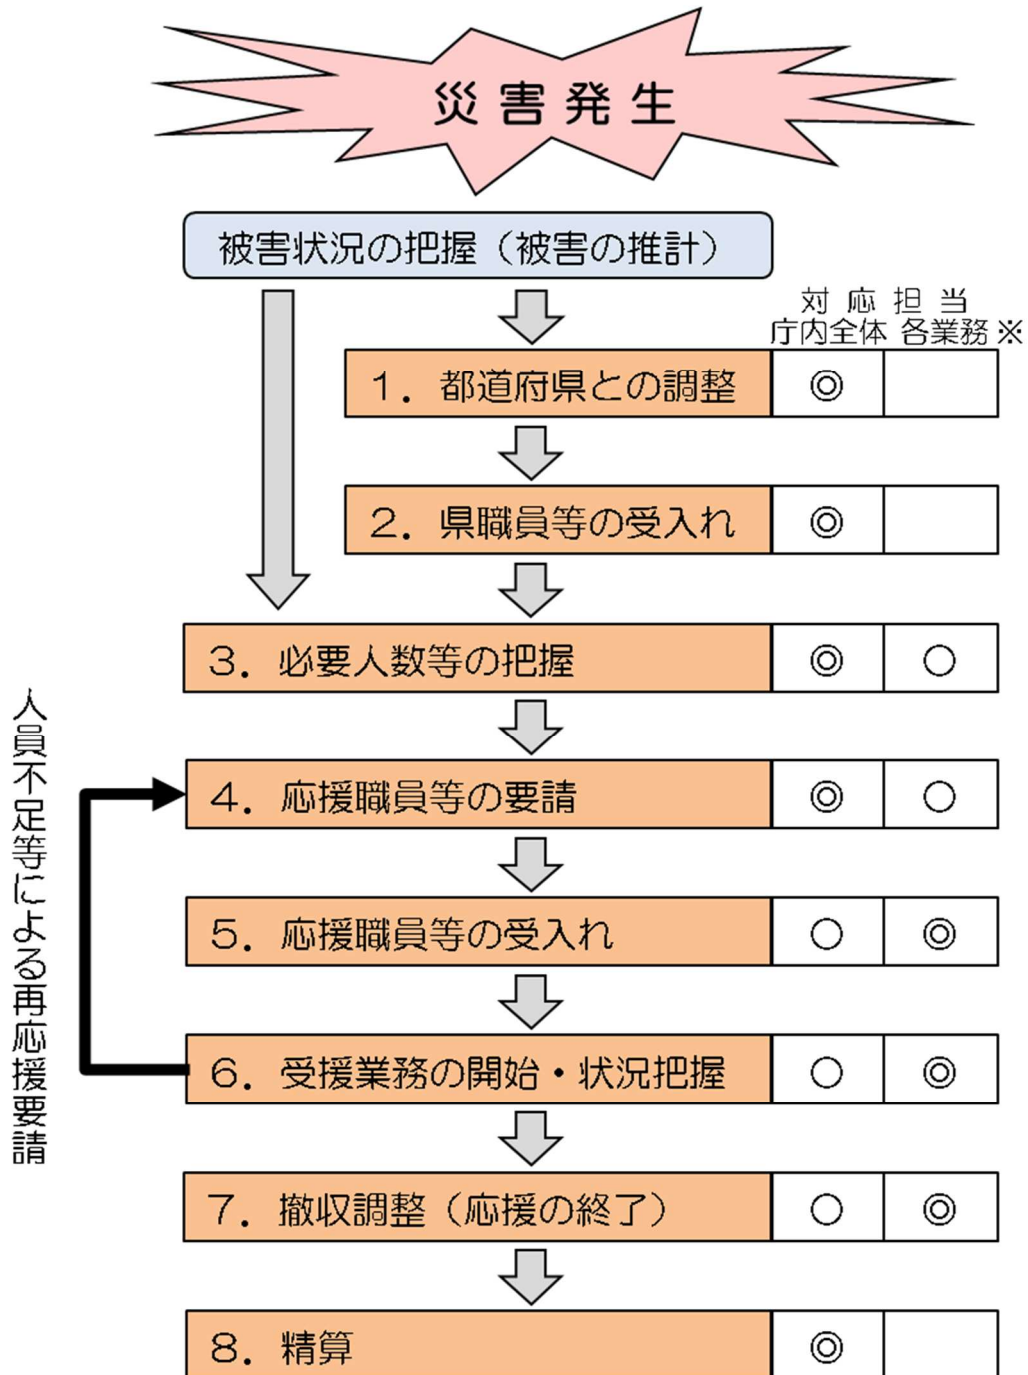 災害発生
被害状況の把握（被害の推計）
対応担当
庁内全体 各業務※
１．都道府県との調整 ◎
２．県職員等の受入れ ◎
３．必要人数等の把握 ◎ ○
４．応援職員等の要請 ◎ ○
５．応援職員等の受入れ ○ ◎
６．受援業務の開始・状況把握 ○ ◎
７．撤収調整（応援の終了） ○ ◎
８．精算 ◎
人員不足等による再応援要請